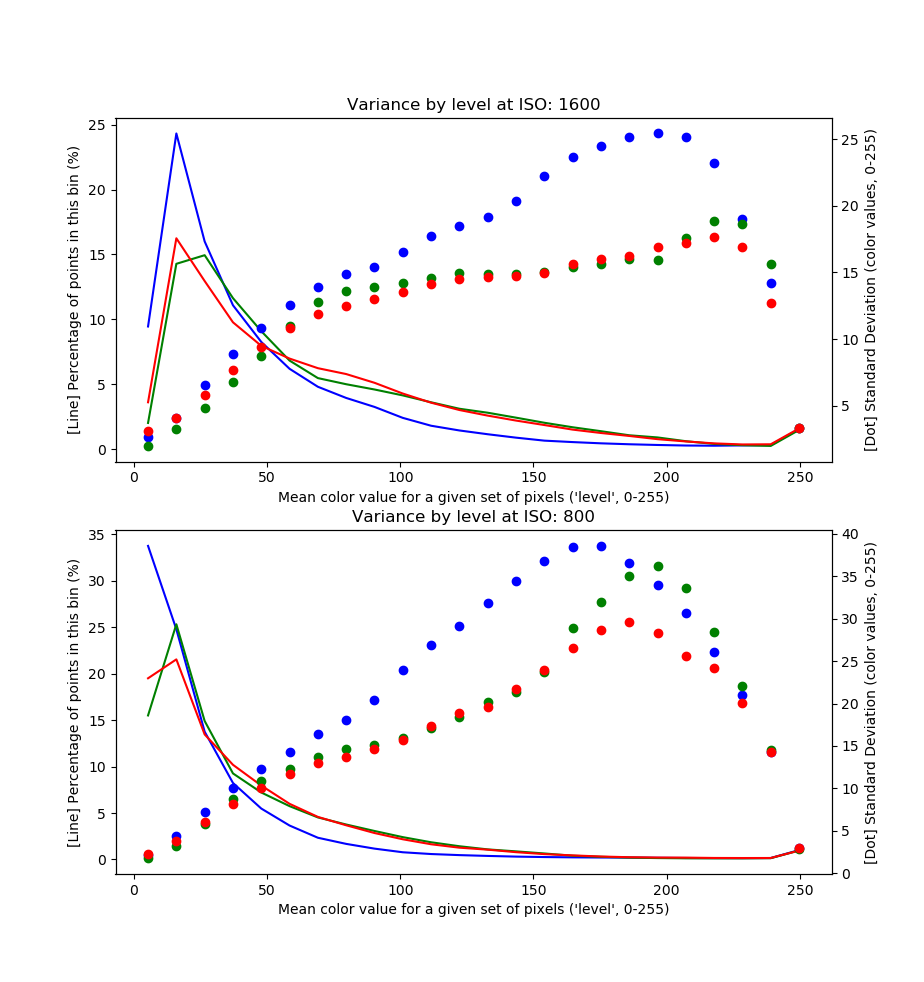 Variance by level at ISO: 1600
[Line] Percentage of points in this bin (%)
25
20
15
10
5
0
25
20
15
10
5
[Dot] Standard Deviation (color values, 0-255)
0 50 100 150 200 250
Mean color value for a given set of pixels ('level', 0-255)
Variance by level at ISO: 800
[Line] Percentage of points in this bin (%)
35
30
25
20
15
10
5
0
40
35
30
25
20
15
10
5
0
[Dot] Standard Deviation (color values, 0-255)
0 50 100 150 200 250
Mean color value for a given set of pixels ('level', 0-255)